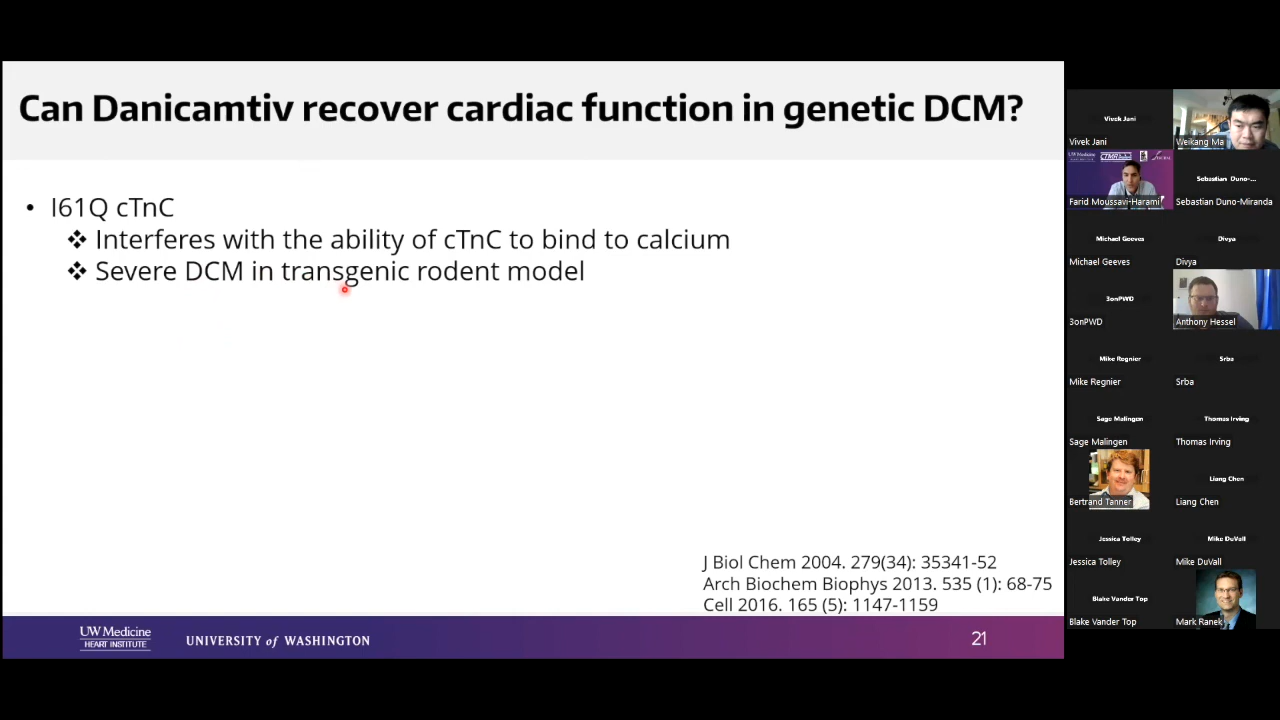 Can Danicamtiv recover cardiac function in genetic DCM?
• I61Q cTnC
❖ Interferes with the ability of cTnC to bind to calcium
❖ Severe DCM in transgenic rodent model
J Biol Chem 2004. 279(34): 35341-52
Arch Biochem Biophys 2013. 535 (1): 68-75
Cell 2016. 165 (5): 1147-1159
UW Medicine
HEART INSTITUTE
UNIVERSITY of WASHINGTON
21
Vivek Jani
Vivek Jani
Weikang Ma
UW Medicine
Farid Moussavi-Harami
Sebastian Duno-...
Sebastian Duno-Miranda
Michael Geeves
Michael Geeves
Divya
Divya
3onPWD
3onPWD
Anthony Hessel
Mike Regnier
Mike Regnier
Srba
Srba
Sage Malingen
Sage Malingen
Thomas Irving
Thomas Irving
Bertrand Tanner
Liang Chen
Liang Chen
Jessica Tolley
Jessica Tolley
Mike DuVall
Mike DuVall
Blake Vander Top
Blake Vander Top
Mark Ranek